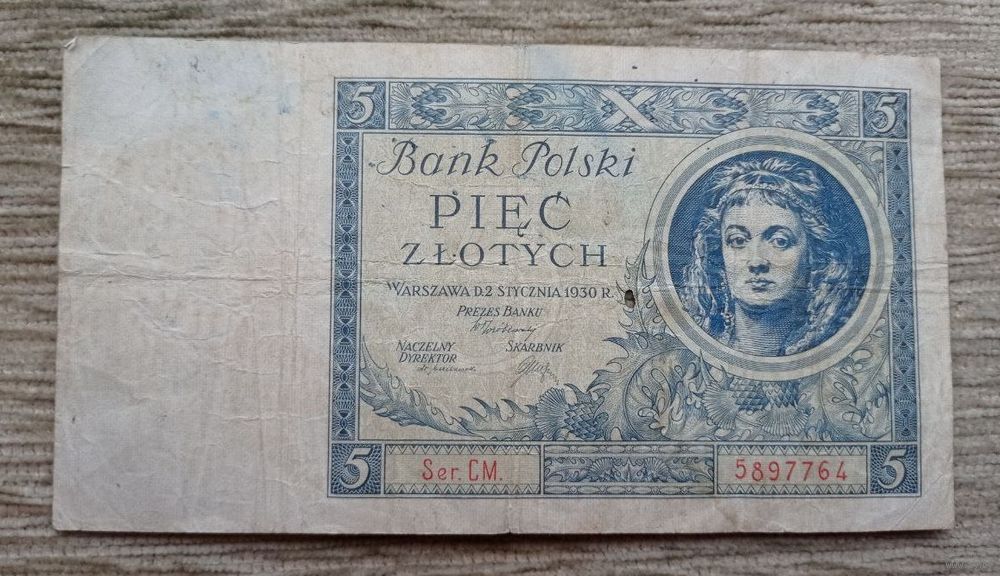 5 5
Bank Polski
PIĘĆ
ZŁOTYCH
WARSZAWA D. 2 STYCZNIA 1930 R.
PREZES BANKU
NACZELNY SKARBNIK
DYREKTOR
5 Ser. CM. 5897764 5